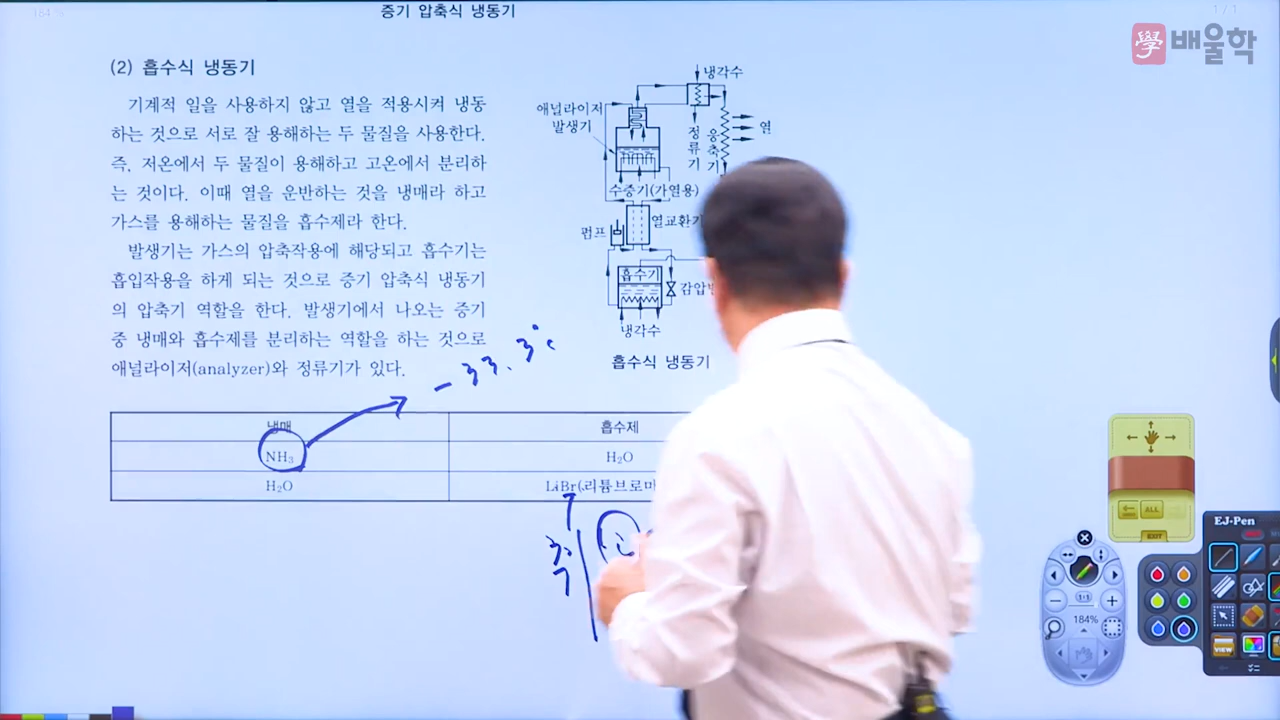 184 %
증기 압축식 냉동기
1 / 1
學 배울학
(2) 흡수식 냉동기
기계적 일을 사용하지 않고 열을 적용시켜 냉동
하는 것으로 서로 잘 용해하는 두 물질을 사용한다.
즉, 저온에서 두 물질이 용해하고 고온에서 분리하
는 것이다. 이때 열을 운반하는 것을 냉매라 하고
가스를 용해하는 물질을 흡수제라 한다.
발생기는 가스의 압축작용에 해당되고 흡수기는
흡입작용을 하게 되는 것으로 증기 압축식 냉동기
의 압축기 역할을 한다. 발생기에서 나오는 증기
중 냉매와 흡수제를 분리하는 역할을 하는 것으로
애널라이저(analyzer)와 정류기가 있다.
냉각수
애널라이저
발생기
정류기
응축기
열
수증기(가열용)
펌프
열교환기
흡수기
감압
냉각수
흡수식 냉동기
-33.3℃
냉매
흡수제
NH₃
H₂O
H₂O
LiBr(리튬브로마
EJ-Pen
ALL
EXIT
1:1
184%
VIEW